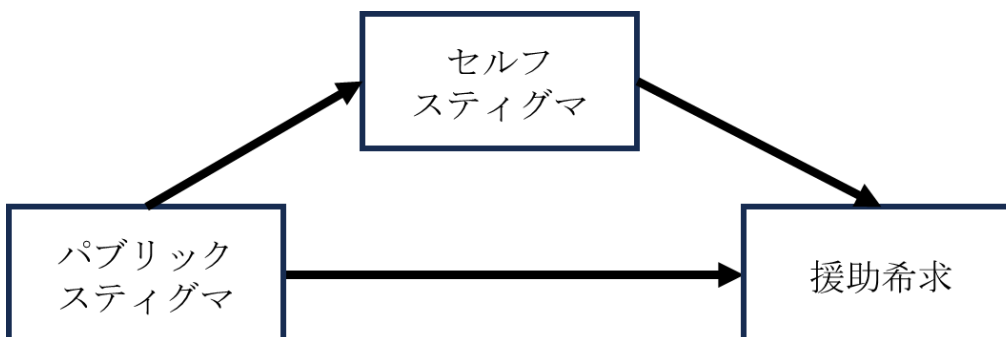 セルフ
スティグマ
パブリック
スティグマ
援助希求